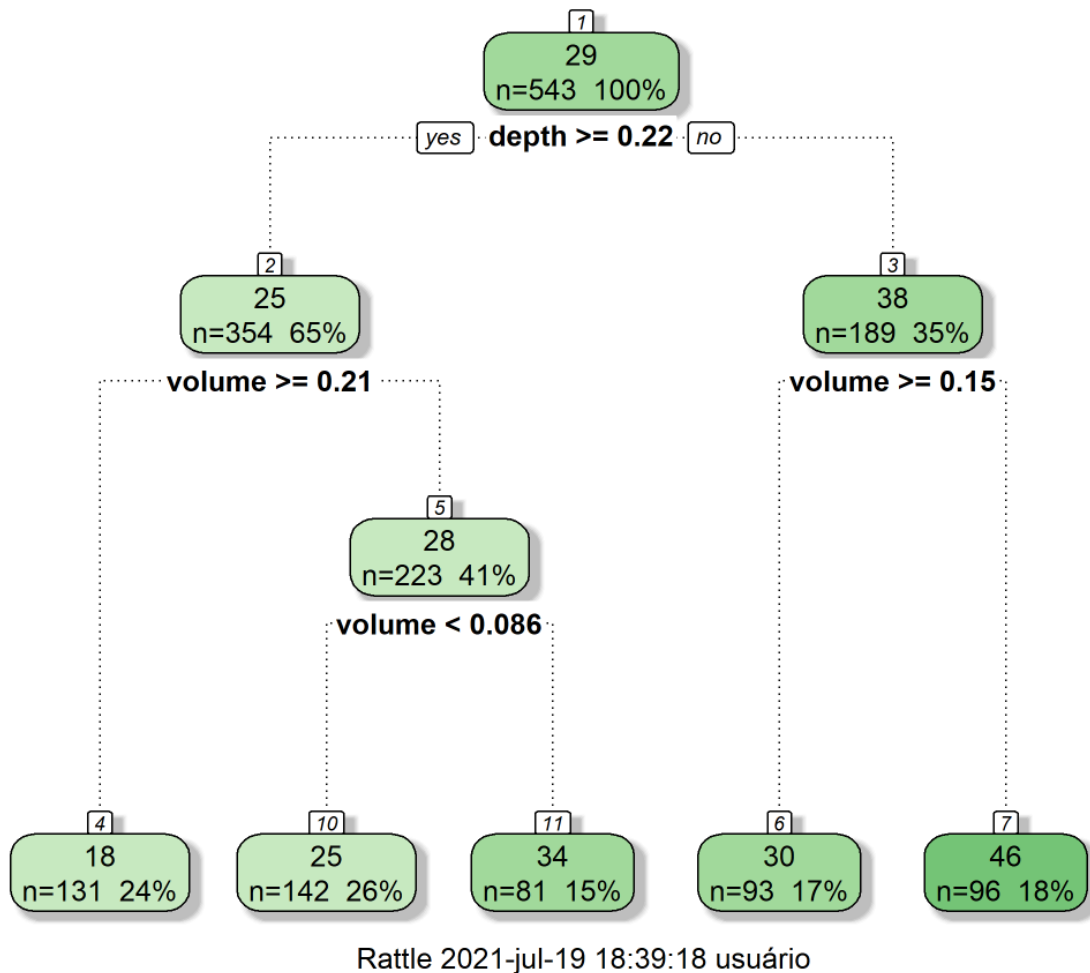 1
29
n=543 100%
yes depth >= 0.22 no
2
25
n=354 65%
3
38
n=189 35%
volume >= 0.21
volume >= 0.15
5
28
n=223 41%
volume < 0.086
4
18
n=131 24%
10
25
n=142 26%
11
34
n=81 15%
6
30
n=93 17%
7
46
n=96 18%
Rattle 2021-jul-19 18:39:18 usuário